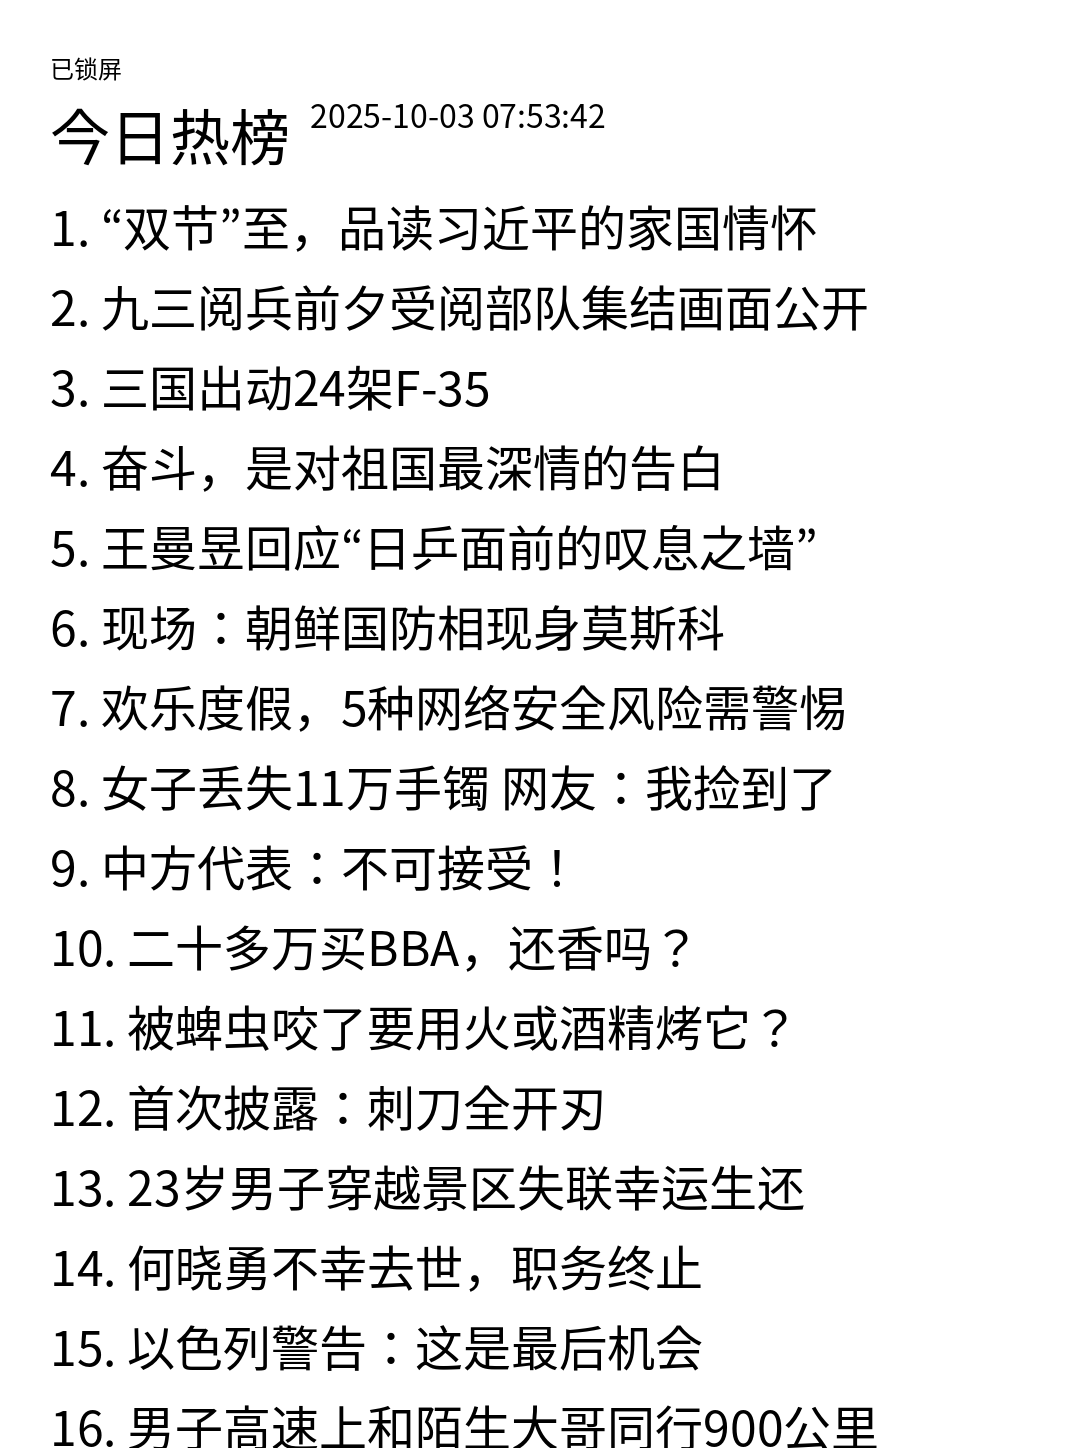 已锁屏
今日热榜 2025-10-03 07:53:42
1. “双节”至，品读习近平的家国情怀
2. 九三阅兵前夕受阅部队集结画面公开
3. 三国出动24架F-35
4. 奋斗，是对祖国最深情的告白
5. 王曼昱回应“日乒面前的叹息之墙”
6. 现场：朝鲜国防相现身莫斯科
7. 欢乐度假，5种网络安全风险需警惕
8. 女子丢失11万手镯 网友：我捡到了
9. 中方代表：不可接受！
10. 二十多万买BBA，还香吗？
11. 被蜱虫咬了要用火或酒精烤它？
12. 首次披露：刺刀全开刃
13. 23岁男子穿越景区失联幸运生还
14. 何晓勇不幸去世，职务终止
15. 以色列警告：这是最后机会
16. 男子高速上和陌生大哥同行900公里